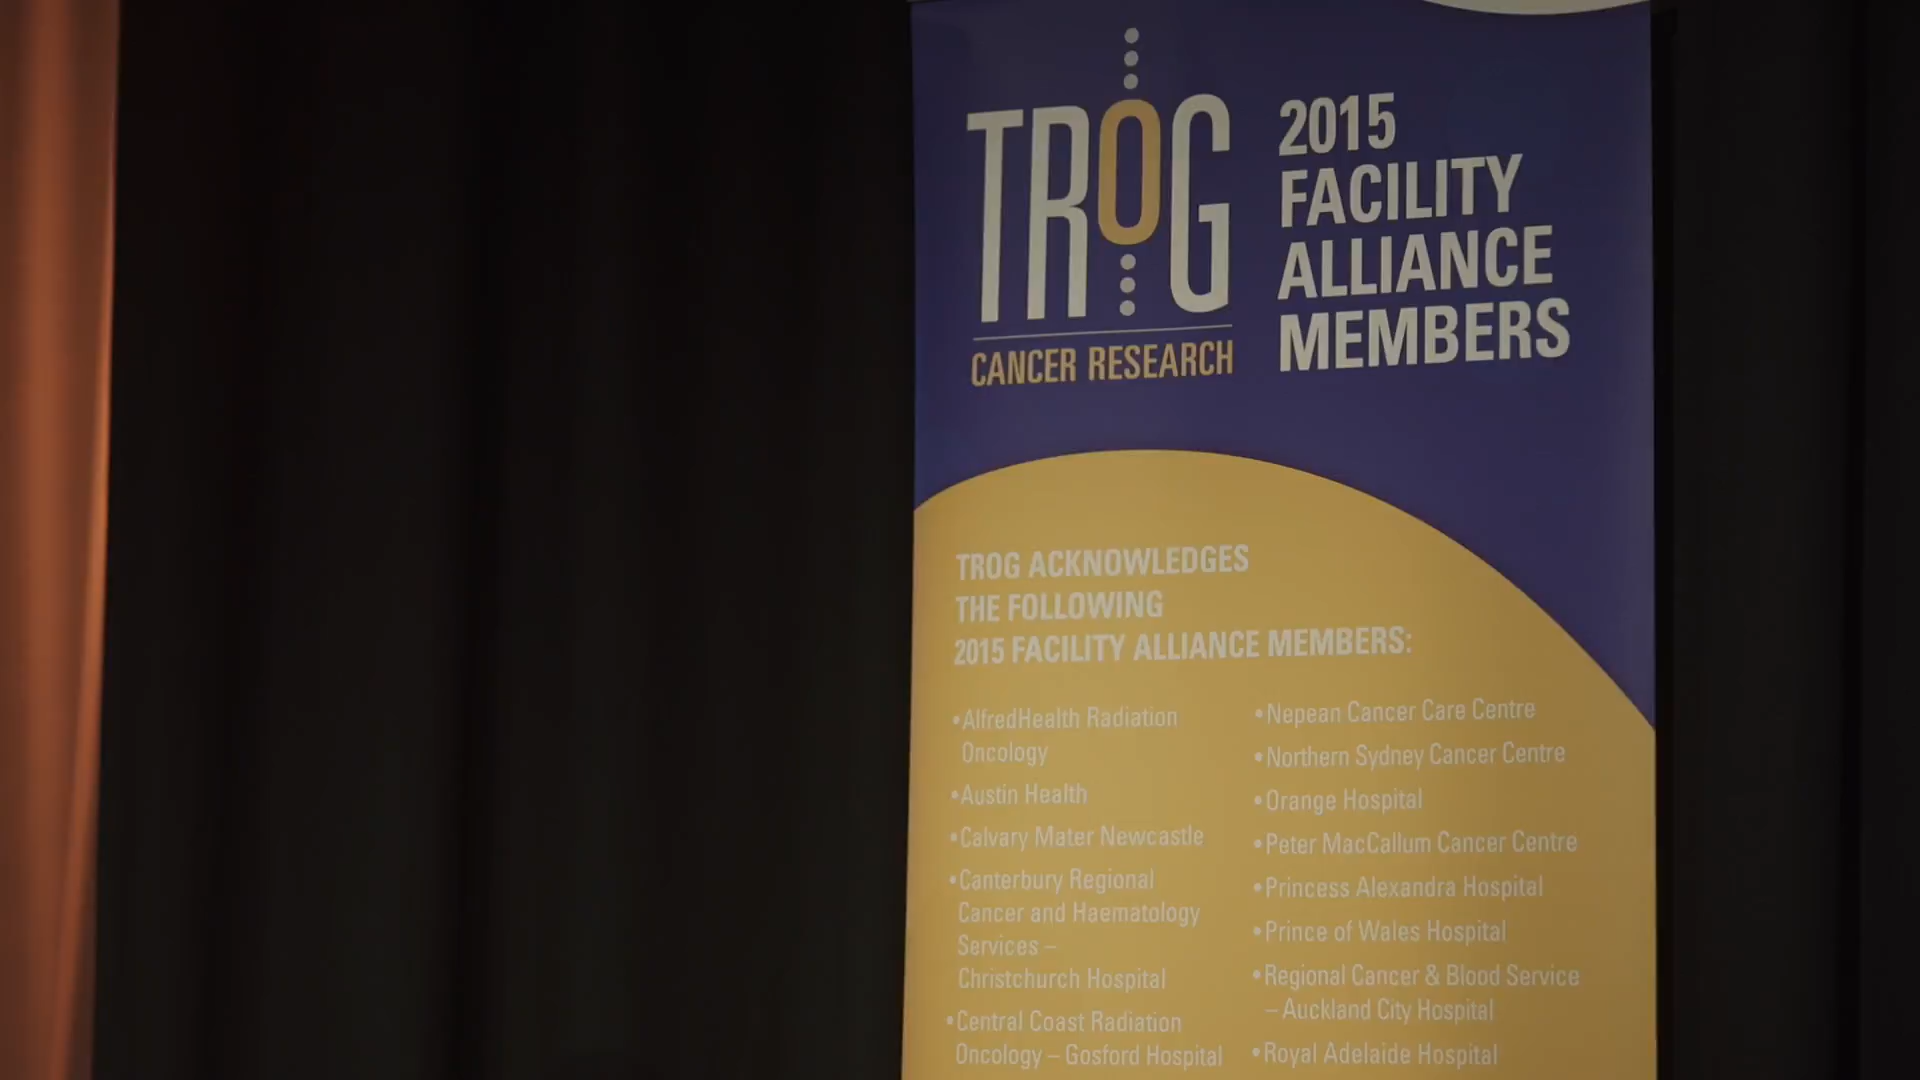 TROG
CANCER RESEARCH
2015
FACILITY
ALLIANCE
MEMBERS
TROG ACKNOWLEDGES
THE FOLLOWING
2015 FACILITY ALLIANCE MEMBERS:
•AlfredHealth Radiation
Oncology
•Austin Health
•Calvary Mater Newcastle
•Canterbury Regional
Cancer and Haematology
Services –
Christchurch Hospital
•Central Coast Radiation
Oncology – Gosford Hospital
•Nepean Cancer Care Centre
•Northern Sydney Cancer Centre
•Orange Hospital
•Peter MacCallum Cancer Centre
•Princess Alexandra Hospital
•Prince of Wales Hospital
•Regional Cancer & Blood Service
– Auckland City Hospital
•Royal Adelaide Hospital